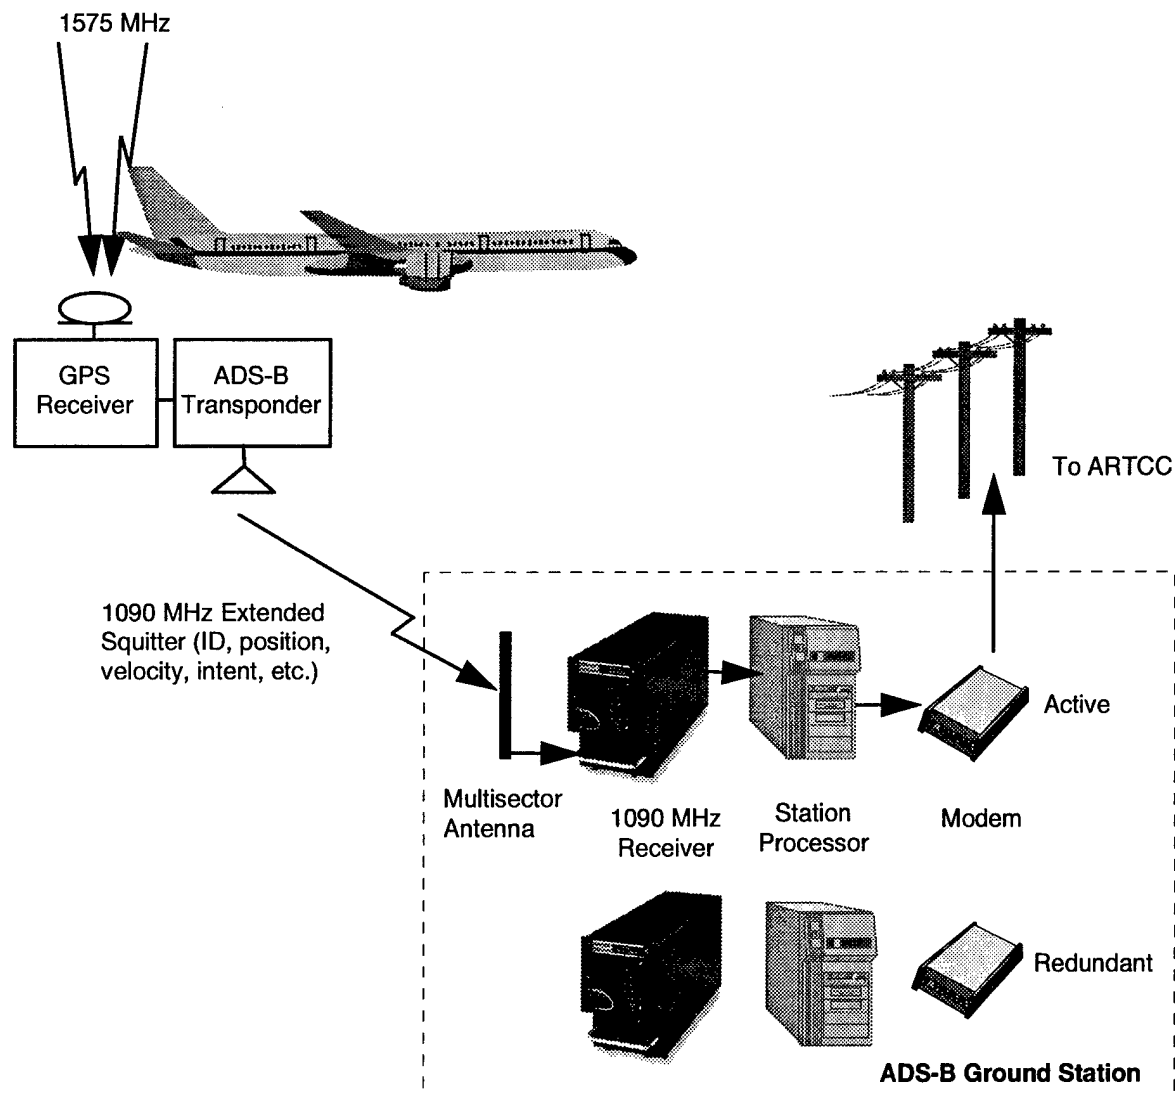 1575 MHz
GPS
Receiver
ADS-B
Transponder
To ARTCC
1090 MHz Extended
Squitter (ID, position,
velocity, intent, etc.)
Active
Multisector
Antenna
1090 MHz
Receiver
Station
Processor
Modem
Redundant
ADS-B Ground Station